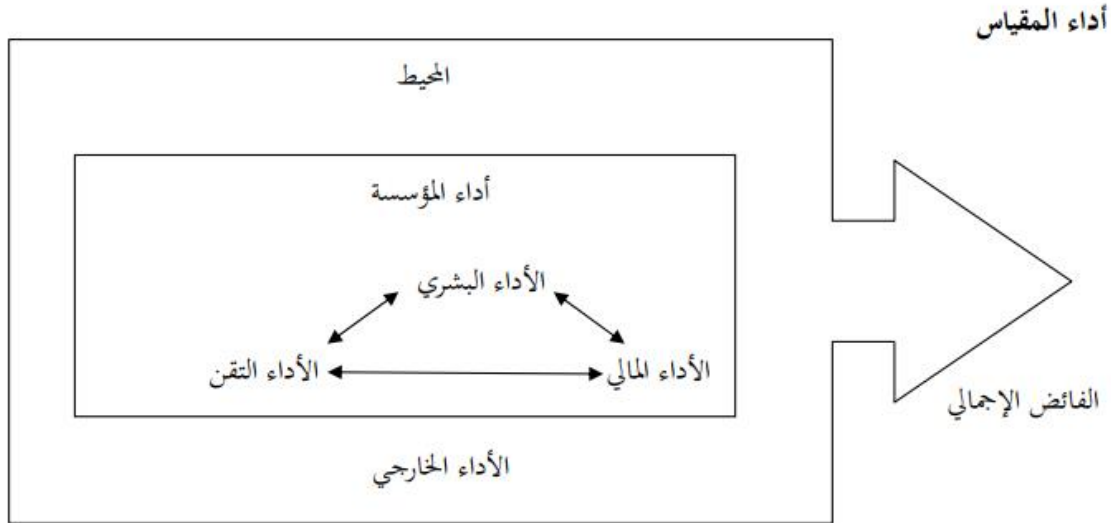 أداء المقياس
المحيط
أداء المؤسسة
الأداء البشري
الأداء المالي
الأداء التقن
الفائض الإجمالي
الأداء الخارجي